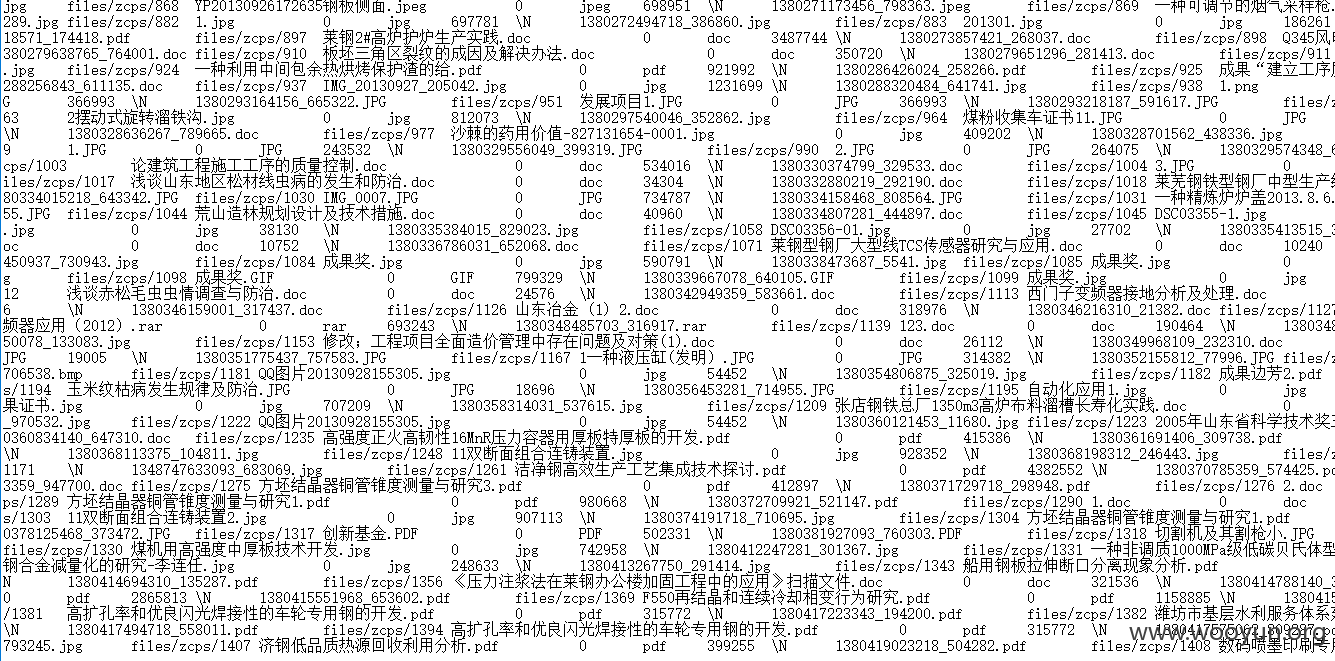 jpg files/zcps/868 YP20130926172635钢板侧面.jpeg 0 jpeg 698951 \N 1380271173456_798363.jpeg files/zcps/869 一种可调节的烟气采样枪.
289.jpg files/zcps/882 1.jpg 0 jpg 697781 \N 1380272494718_386860.jpg files/zcps/883 201301.jpg 0 jpg 186261
18571_174418.pdf files/zcps/897 莱钢2#高炉护炉生产实践.doc 0 doc 3487744 \N 1380273857421_268037.doc files/zcps/898 Q345风电
380279638765_764001.doc files/zcps/910 板坯三角区裂纹的成因及解决办法.doc 0 doc 350720 \N 1380279651296_281413.doc files/zcps/911
.jpg files/zcps/924 一种利用中间包余热烘烤保护渣的给.pdf 0 pdf 921992 \N 1380286426024_258266.pdf files/zcps/925 成果“建立工序质
288256843_611135.doc files/zcps/937 IMG_20130927_205042.jpg 0 jpg 1231699 \N 1380288320484_641741.jpg files/zcps/938 1.png
G 366993 \N 1380293164156_665322.JPG files/zcps/951 发展项目1.JPG 0 JPG 366993 \N 1380293218187_591617.JPG files/zcps/
63 2摆动式旋转溜铁沟.jpg 0 jpg 812073 \N 1380297540046_352862.jpg files/zcps/964 煤粉收集车证书11.JPG 0 JPG
\N 1380328636267_789665.doc files/zcps/977 沙棘的药用价值-827131654-0001.jpg 0 jpg 409202 \N 1380328701562_438336.jpg
9 1.JPG 0 JPG 243532 \N 1380329556049_399319.JPG files/zcps/990 2.JPG 0 JPG 264075 \N 1380329574348_6
cps/1003 论建筑工程施工工序的质量控制.doc 0 doc 534016 \N 1380330374799_329533.doc files/zcps/1004 3.JPG 0
iles/zcps/1017 浅谈山东地区松材线虫病的发生和防治.doc 0 doc 34304 \N 1380332880219_292190.doc files/zcps/1018 莱芜钢铁型钢厂中型生产线
80334015218_643342.JPG files/zcps/1030 IMG_0007.JPG 0 JPG 734787 \N 1380334158468_808564.JPG files/zcps/1031 一种精炼炉炉盖2013.8.6.
55.JPG files/zcps/1044 荒山造林规划设计及技术措施.doc 0 doc 40960 \N 1380334807281_444897.doc files/zcps/1045 DSC03355-1.jpg
.jpg 0 jpg 38130 \N 1380335384015_829023.jpg files/zcps/1058 DSC03356-01.jpg 0 jpg 27702 \N 1380335413515_3
oc 0 doc 10752 \N 1380336786031_652068.doc files/zcps/1071 莱钢型钢厂大型线TCS传感器研究与应用.doc 0 doc 10240
450937_730943.jpg files/zcps/1084 成果奖.jpg 0 jpg 590791 \N 1380338473687_5541.jpg files/zcps/1085 成果奖.jpg 0 jpg
g files/zcps/1098 成果奖.GIF 0 GIF 799329 \N 1380339667078_640105.GIF files/zcps/1099 成果奖.jpg 0 jpg
12 浅谈赤松毛虫虫情调查与防治.doc 0 doc 24576 \N 1380342949359_583661.doc files/zcps/1113 西门子变频器接地分析及处理.doc 0
6 \N 1380346159001_317437.doc files/zcps/1126 山东冶金（1）2.doc 0 doc 318976 \N 1380346216310_21382.doc files/zcps/1127
频器应用（2012）.rar 0 rar 693243 \N 1380348485703_316917.rar files/zcps/1139 123.doc 0 doc 190464 \N 1380348
50078_133083.jpg files/zcps/1153 修改；工程项目全面造价管理中存在问题及对策(1).doc 0 doc 26112 \N 1380349968109_232310.doc
JPG 19005 \N 1380351775437_757583.JPG files/zcps/1167 1一种液压缸(发明）.JPG 0 JPG 314382 \N 1380352155812_77996.JPG files/zc
706538.bmp files/zcps/1181 QQ图片20130928155305.jpg 0 jpg 54452 \N 1380354806875_325019.jpg files/zcps/1182 成果边芳2.pdf
s/1194 玉米纹枯病发生规律及防治.JPG 0 JPG 18696 \N 1380356453281_714955.JPG files/zcps/1195 自动化应用1.jpg 0 jpg
果证书.jpg 0 jpg 707209 \N 1380358314031_537615.jpg files/zcps/1209 张店钢铁总厂1350m3高炉布料溜槽长寿化实践.doc 0
_970532.jpg files/zcps/1222 QQ图片20130928155305.jpg 0 jpg 54452 \N 1380360121453_11680.jpg files/zcps/1223 2005年山东省科学技术奖三
0360834140_647310.doc files/zcps/1235 高强度正火高韧性16MnR压力容器用厚板特厚板的开发.pdf 0 pdf 415386 \N 1380361691406_309738.pdf
\N 1380368113375_104811.jpg files/zcps/1248 11双断面组合连铸装置.jpg 0 jpg 928352 \N 1380368198312_246443.jpg
1171 \N 1348747633093_683069.jpg files/zcps/1261 洁净钢高效生产工艺集成技术探讨.pdf 0 pdf 4382552 \N 1380370785359_574425.p
3359_947700.doc files/zcps/1275 方坯结晶器铜管锥度测量与研究3.pdf 0 pdf 412897 \N 1380371729718_298948.pdf files/zcps/1276 2.doc
ps/1289 方坯结晶器铜管锥度测量与研究1.pdf 0 pdf 980668 \N 1380372709921_521147.pdf files/zcps/1290 1.doc 0 doc
s/1303 11双断面组合连铸装置2.jpg 0 jpg 907113 \N 1380374191718_710695.jpg files/zcps/1304 方坯结晶器铜管锥度测量与研究1.pdf
0378125468_373472.JPG files/zcps/1317 创新基金.PDF 0 PDF 502331 \N 1380381927093_760303.PDF files/zcps/1318 切割机及其割枪小.JPG
files/zcps/1330 煤机用高强度中厚板技术开发.jpg 0 jpg 742958 \N 1380412247281_301367.jpg files/zcps/1331 一种非调质1000MPa级低碳贝氏体型
钢合金减量化的研究-李连任.jpg 0 jpg 248633 \N 1380413267750_291414.jpg files/zcps/1343 船用钢板拉伸断口分离现象分析.pdf
N 1380414694310_135287.pdf files/zcps/1356 《压力注浆法在莱钢办公楼加固工程中的应用》扫描文件.doc 0 doc 321536 \N 1380414788140_3
0 pdf 2865813 \N 1380415551968_653602.pdf files/zcps/1369 F550再结晶和连续冷却相变行为研究.pdf 0 pdf 1158885 \N
/1381 高扩孔率和优良闪光焊接性的车轮专用钢的开发.pdf 0 pdf 315772 \N 1380417223343_194200.pdf files/zcps/1382 潍坊市基层水利服务体系
\N 1380417494718_558011.pdf files/zcps/1394 高扩孔率和优良闪光焊接性的车轮专用钢的开发.pdf 0 pdf 315772 \N
793245.jpg files/zcps/1407 济钢低品质热源回收利用分析.pdf 0 pdf 399255 \N 1380419023218_504282.pdf files/zcps/1408 数码喷墨印刷专
www.wooyun.org